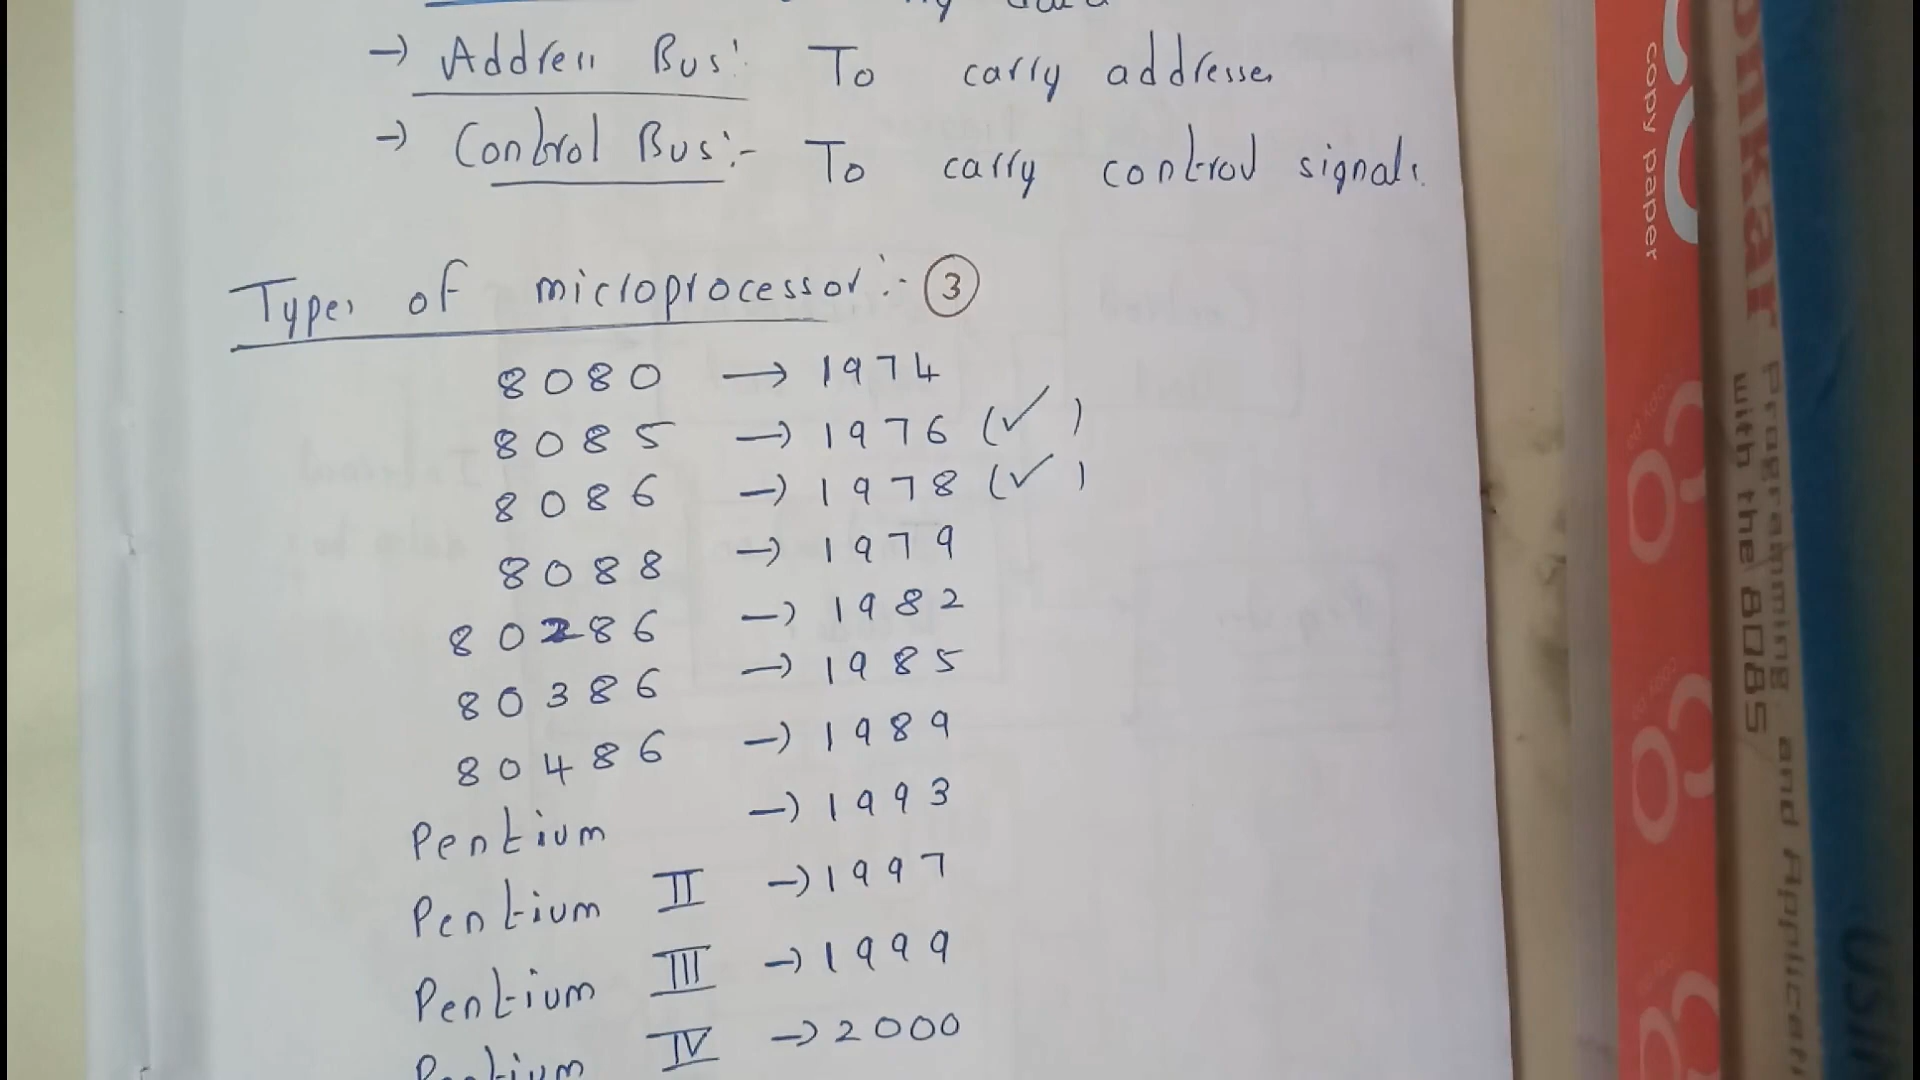 → Address Bus:- To carry addresses
→ Control Bus:- To carry control signals.
Types of microprocessor:- 3
8080 → 1974
8085 → 1976 (✓)
8086 → 1978 (✓)
8088 → 1979
80286 → 1982
80386 → 1985
80486 → 1989
Pentium → 1993
Pentium II → 1997
Pentium III → 1999
Pentium IV → 2000
copy paper
Programming and Applicati
with the 8085